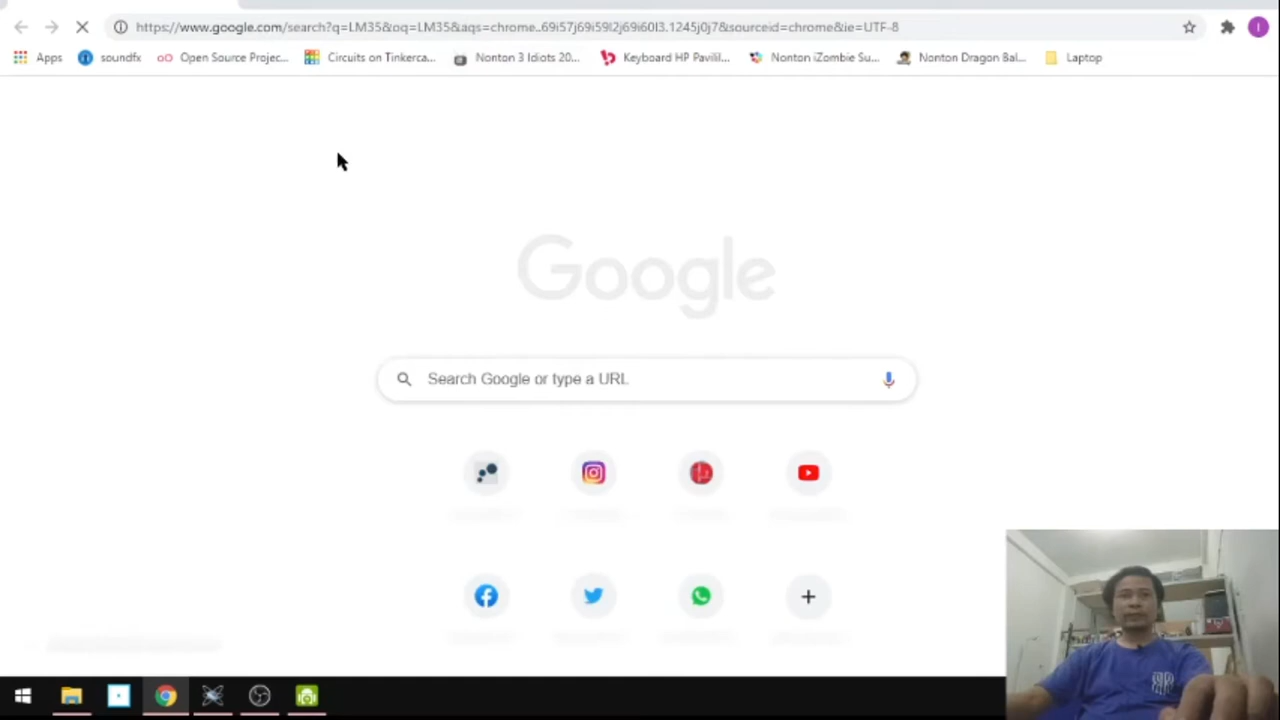 https://www.google.com/search?q=LM35&oq=LM35&aqs=chrome..69i57j69i59l2j69i60l3.1245j0j7&sourceid=chrome&ie=UTF-8
Apps soundfx Open Source Projec... Circuits on Tinkerca... Nonton 3 Idiots 20... Keyboard HP Pavili... Nonton iZombie Su... Nonton Dragon Bal... Laptop
Google
Search Google or type a URL